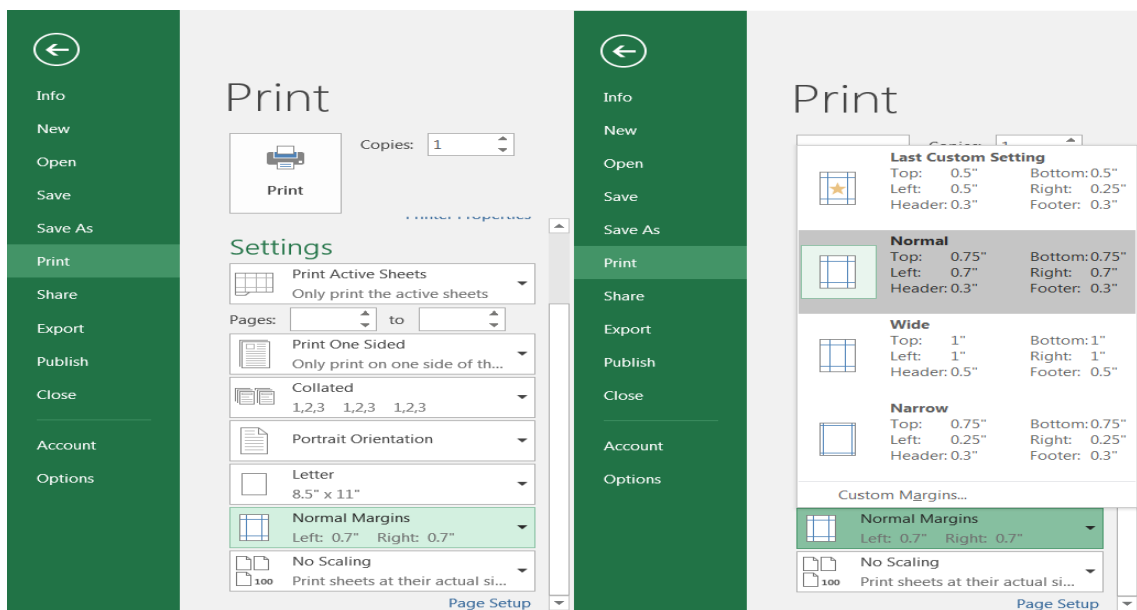 Info
New
Open
Save
Save As
Print
Share
Export
Publish
Close
Account
Options
Print
Copies: 1
Print
Printer Properties
Settings
Print Active Sheets
Only print the active sheets
Pages: to
Print One Sided
Only print on one side of th...
Collated
1,2,3 1,2,3 1,2,3
Portrait Orientation
Letter
8.5" x 11"
Normal Margins
Left: 0.7" Right: 0.7"
No Scaling
100 Print sheets at their actual si...
Page Setup
Info
New
Open
Save
Save As
Print
Share
Export
Publish
Close
Account
Options
Print
Copies: 1
Last Custom Setting
Top: 0.5" Bottom: 0.5"
Left: 0.5" Right: 0.25"
Header: 0.3" Footer: 0.3"
Normal
Top: 0.75" Bottom: 0.75"
Left: 0.7" Right: 0.7"
Header: 0.3" Footer: 0.3"
Wide
Top: 1" Bottom: 1"
Left: 1" Right: 1"
Header: 0.5" Footer: 0.5"
Narrow
Top: 0.75" Bottom: 0.75"
Left: 0.25" Right: 0.25"
Header: 0.3" Footer: 0.3"
Custom Margins...
Normal Margins
Left: 0.7" Right: 0.7"
No Scaling
100 Print sheets at their actual si...
Page Setup